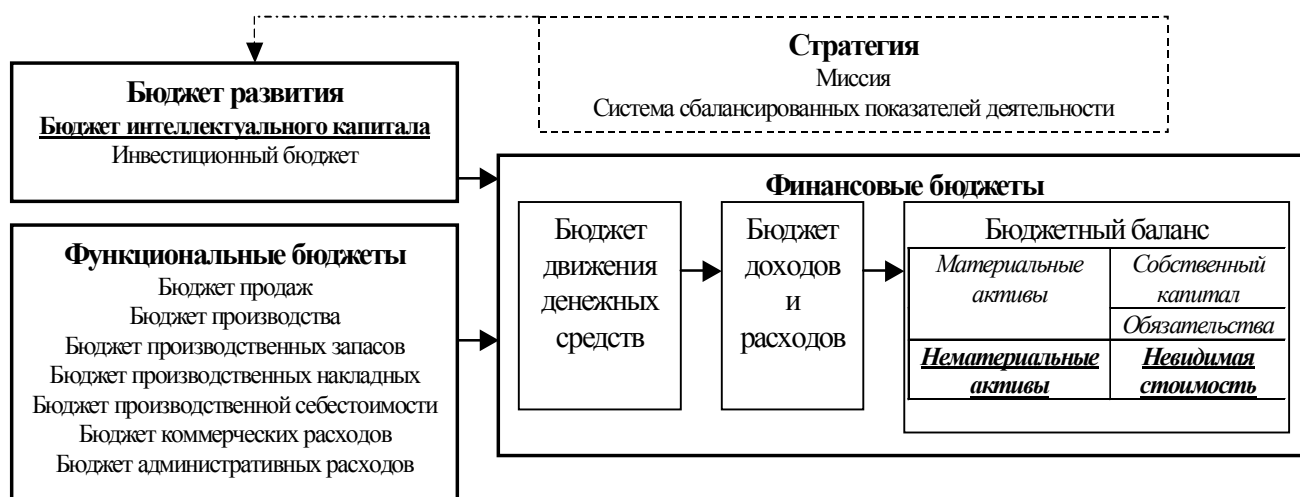 Стратегия
Миссия
Система сбалансированных показателей деятельности
Бюджет развития
Бюджет интеллектуального капитала
Инвестиционный бюджет
Функциональные бюджеты
Бюджет продаж
Бюджет производства
Бюджет производственных запасов
Бюджет производственных накладных
Бюджет производственной себестоимости
Бюджет коммерческих расходов
Бюджет административных расходов
Финансовые бюджеты
Бюджет
движения
денежных
средств
Бюджет
доходов
и
расходов
Бюджетный баланс
Материальные
активы
Собственный
капитал
Обязательства
Нематериальные
активы
Невидимая
стоимость